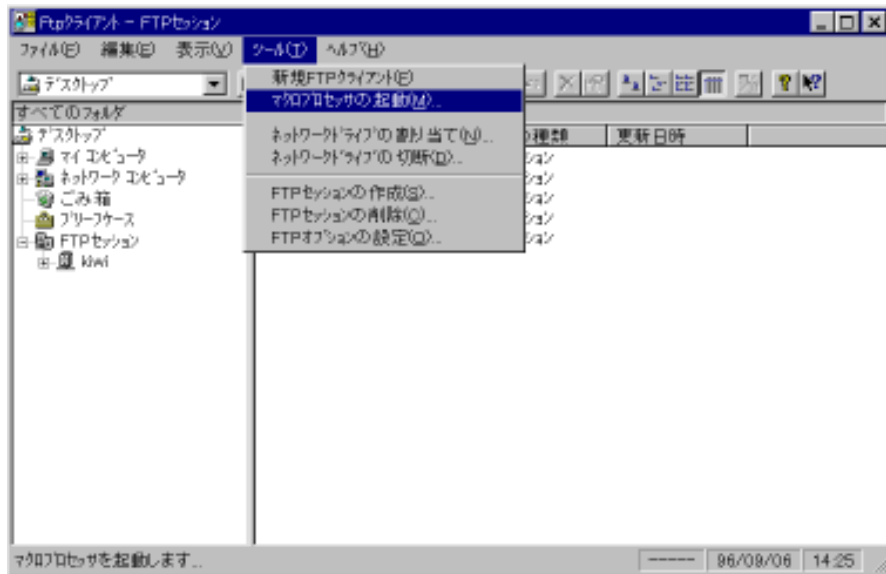 Ftpクライアント - FTPセッション
ファイル(F) 編集(E) 表示(V) ツール(T) ヘルプ(H)
デスクトップ
新規FTPクライアント(F)
マクロプロセッサの起動(M)...
ネットワークドライブの割り当て(N)...
ネットワークドライブの切断(D)...
FTPセッションの作成(S)...
FTPセッションの削除(Q)...
FTPオプションの設定(O)...
すべてのフォルダ
デスクトップ
マイ コンピュータ
ネットワーク コンピュータ
ごみ箱
ブリーフケース
FTPセッション
kiwi
の種類 更新日時
ション
ション
ション
ション
ション
マクロプロセッサを起動します...
----- 96/09/06 14:25